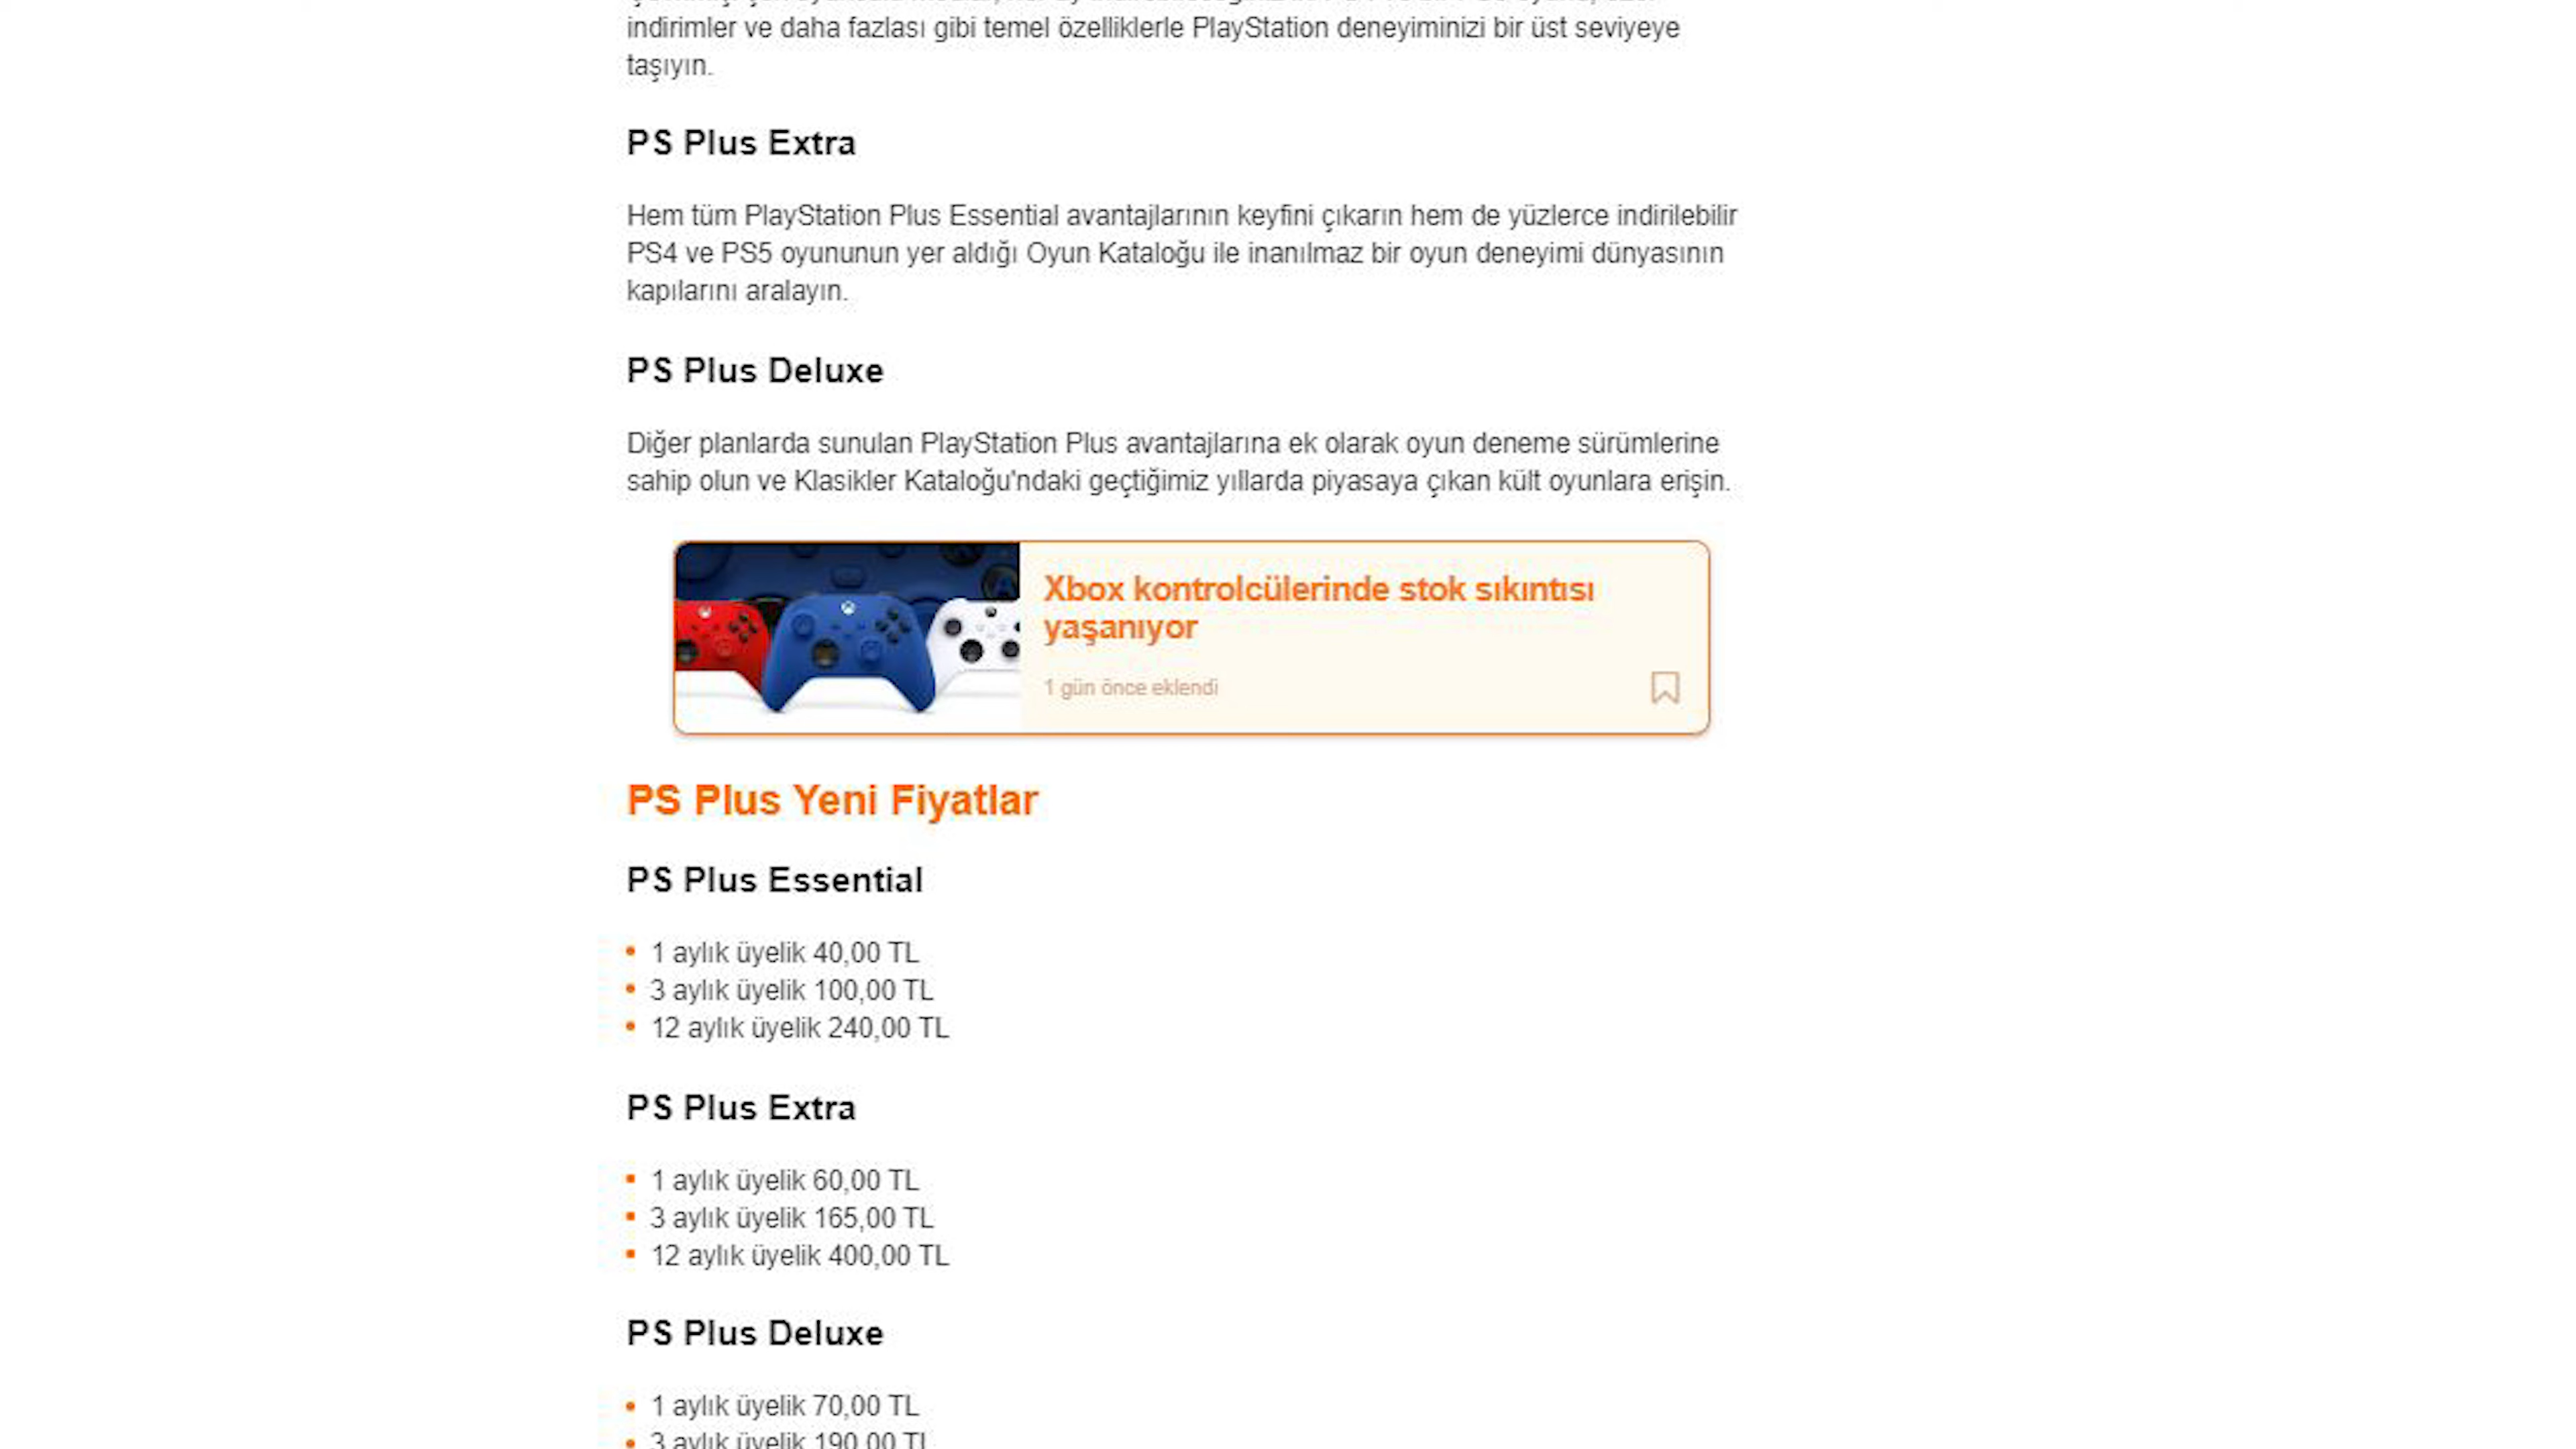 indirimler ve daha fazlası gibi temel özelliklerle PlayStation deneyiminizi bir üst seviyeye
taşıyın.
PS Plus Extra
Hem tüm PlayStation Plus Essential avantajlarının keyfini çıkarın hem de yüzlerce indirilebilir
PS4 ve PS5 oyununun yer aldığı Oyun Kataloğu ile inanılmaz bir oyun deneyimi dünyasının
kapılarını aralayın.
PS Plus Deluxe
Diğer planlarda sunulan PlayStation Plus avantajlarına ek olarak oyun deneme sürümlerine
sahip olun ve Klasikler Kataloğu'ndaki geçtiğimiz yıllarda piyasaya çıkan kült oyunlara erişin.
Xbox kontrolcülerinde stok sıkıntısı
yaşanıyor
1 gün önce eklendi
PS Plus Yeni Fiyatlar
PS Plus Essential
• 1 aylık üyelik 40,00 TL
• 3 aylık üyelik 100,00 TL
• 12 aylık üyelik 240,00 TL
PS Plus Extra
• 1 aylık üyelik 60,00 TL
• 3 aylık üyelik 165,00 TL
• 12 aylık üyelik 400,00 TL
PS Plus Deluxe
• 1 aylık üyelik 70,00 TL
• 3 aylık üyelik 190,00 TL